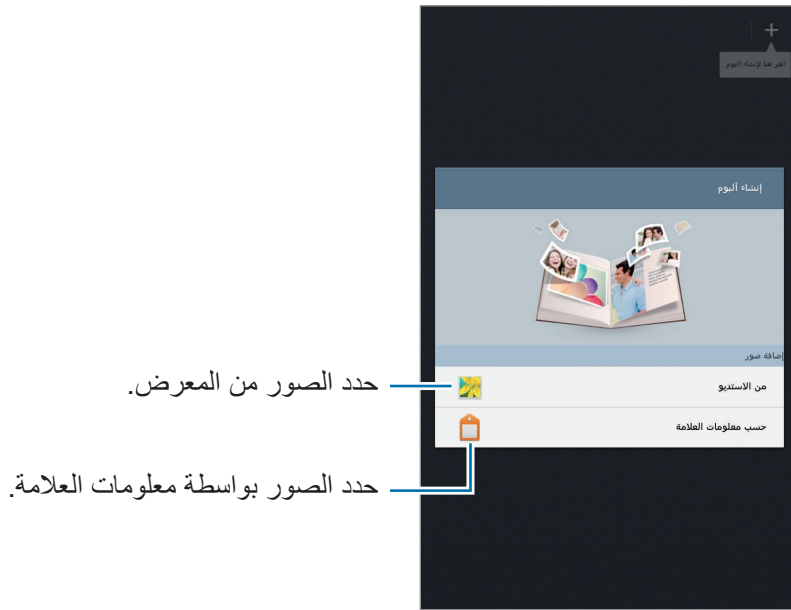 انقر هنا لإنشاء ألبوم
إنشاء ألبوم
إضافة صور
من الاستديو
حسب معلومات العلامة
حدد الصور من المعرض.
حدد الصور بواسطة معلومات العلامة.